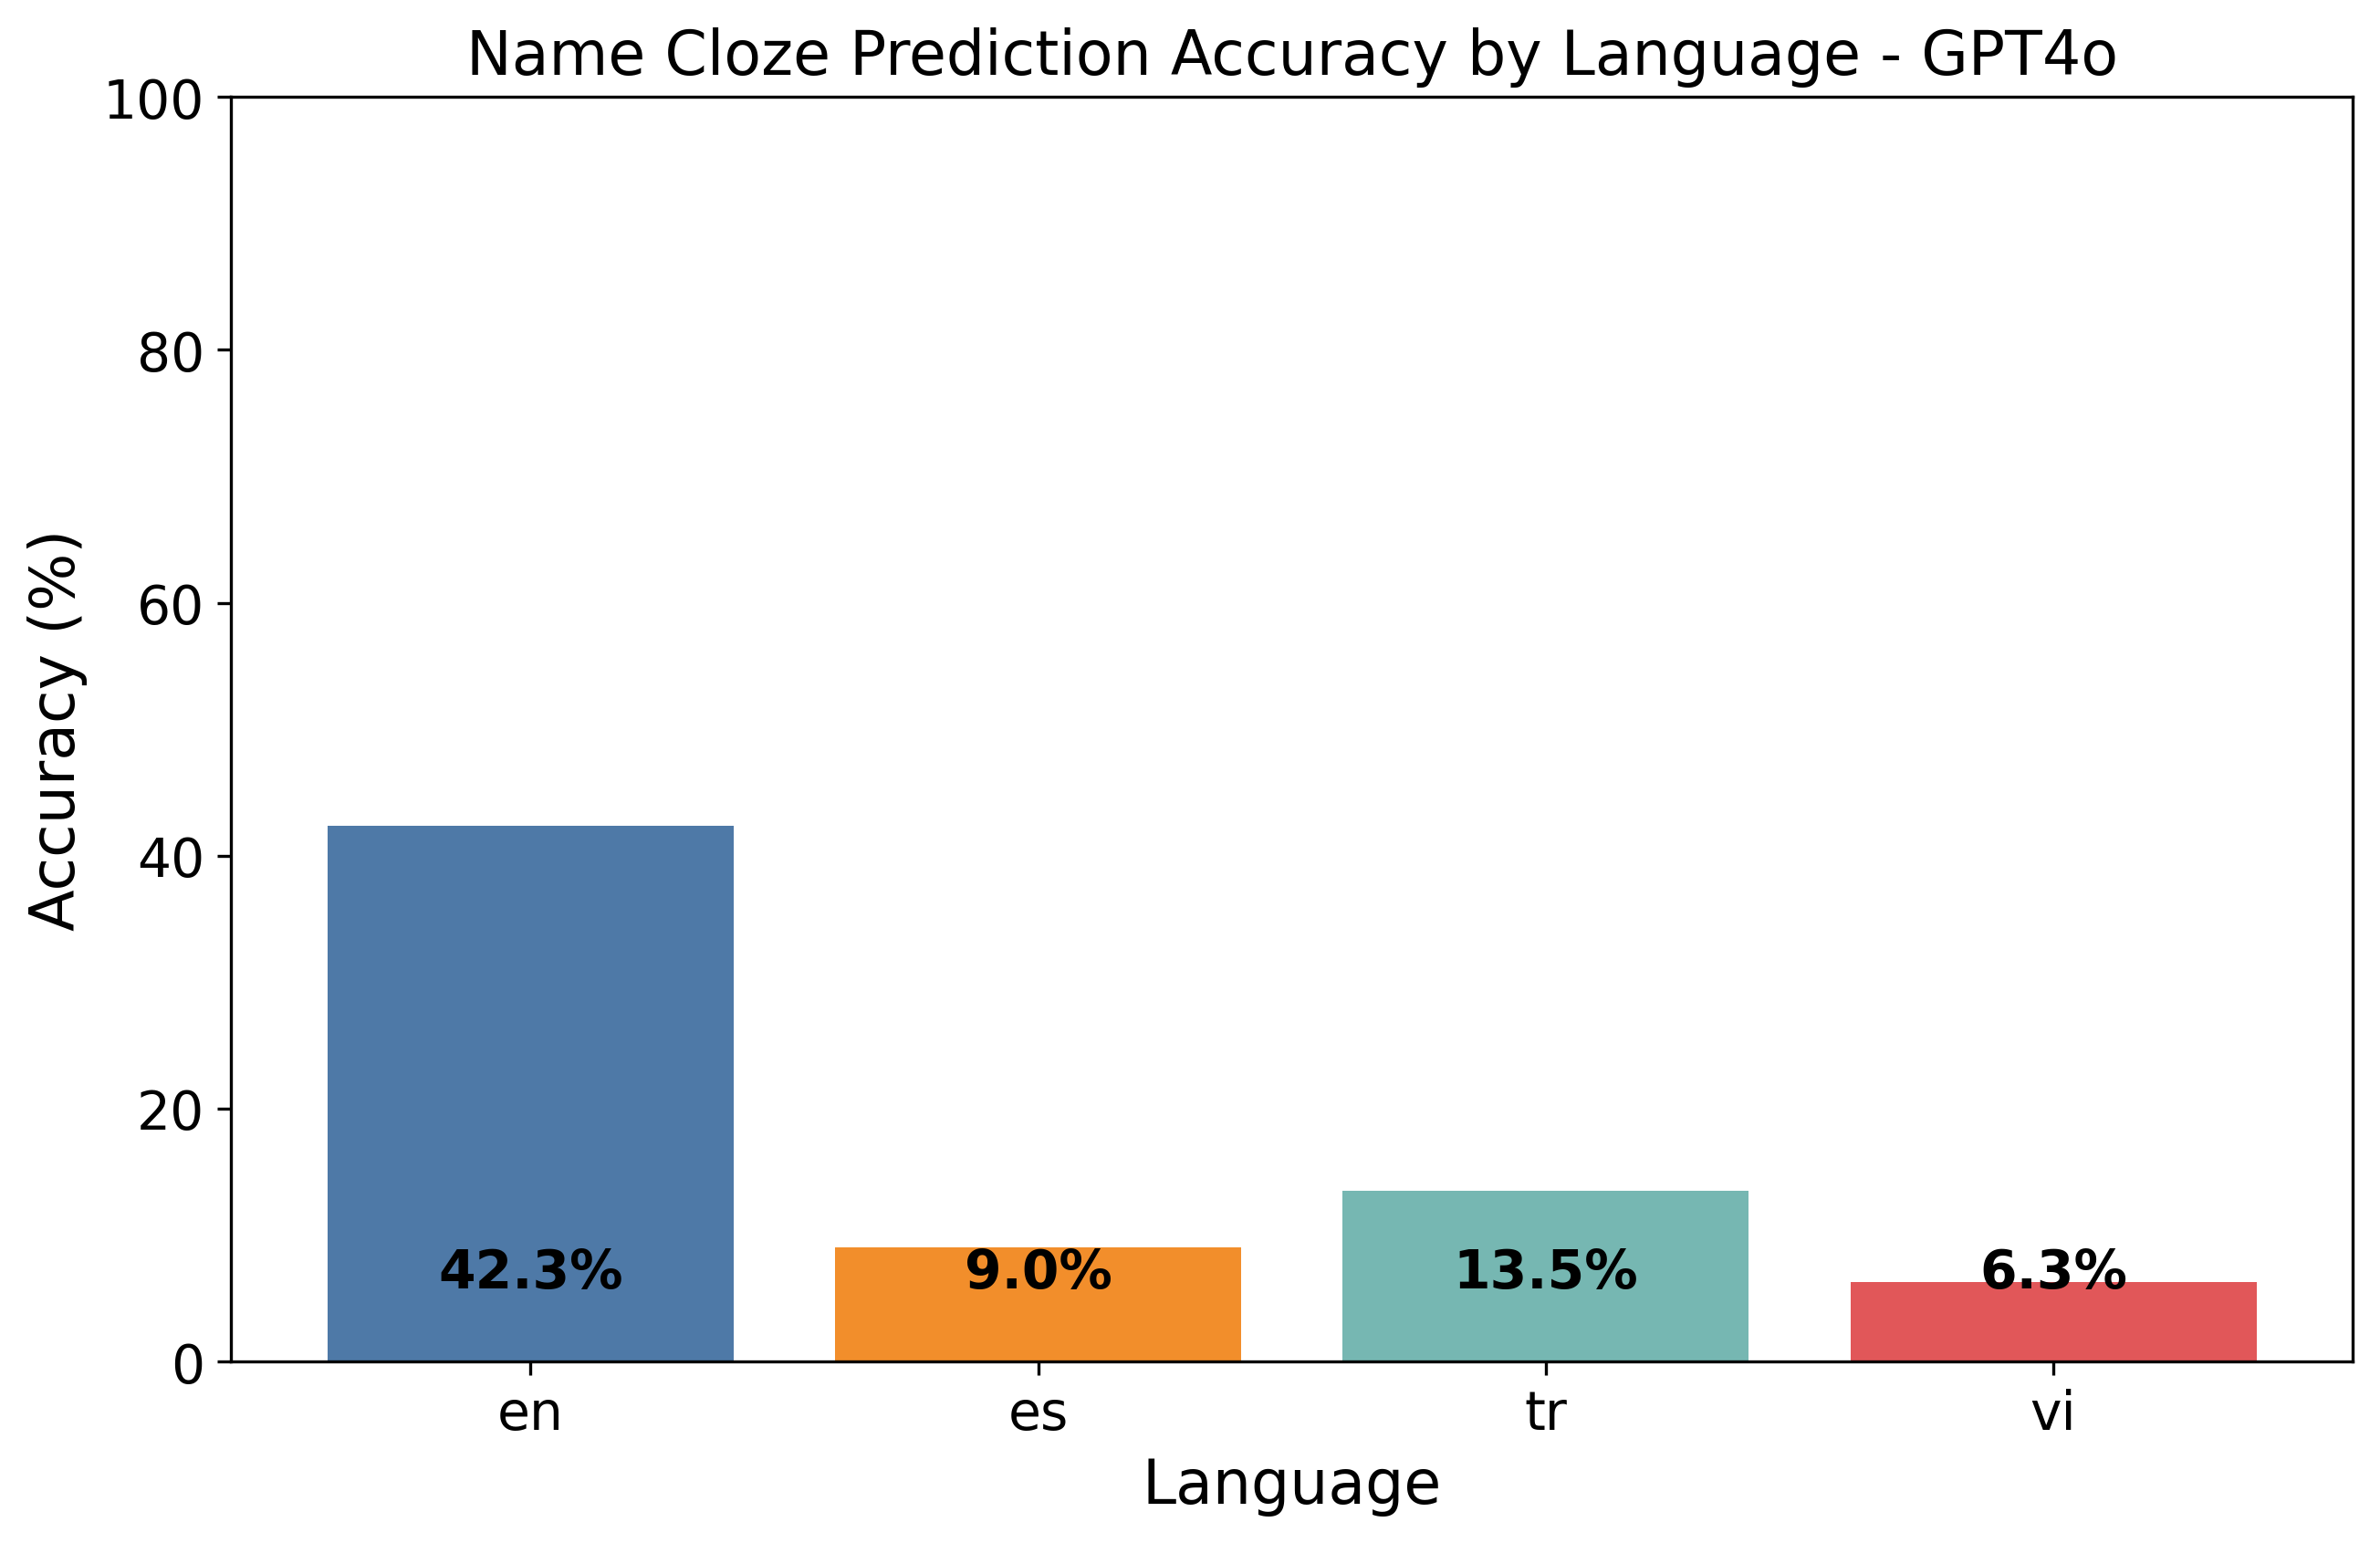 Name Cloze Prediction Accuracy by Language - GPT4o
Accuracy (%)
100
80
60
40
20
0
42.3%
9.0%
13.5%
6.3%
en
es
tr
vi
Language